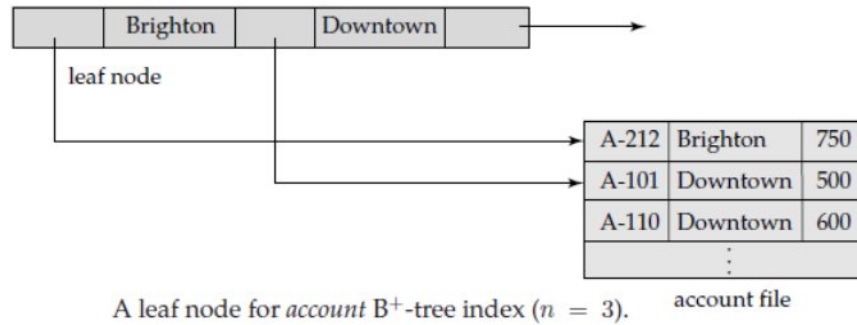 Brighton Downtown
leaf node
A-212 Brighton 750
A-101 Downtown 500
A-110 Downtown 600
⋮
account file
A leaf node for account B⁺-tree index (n = 3).